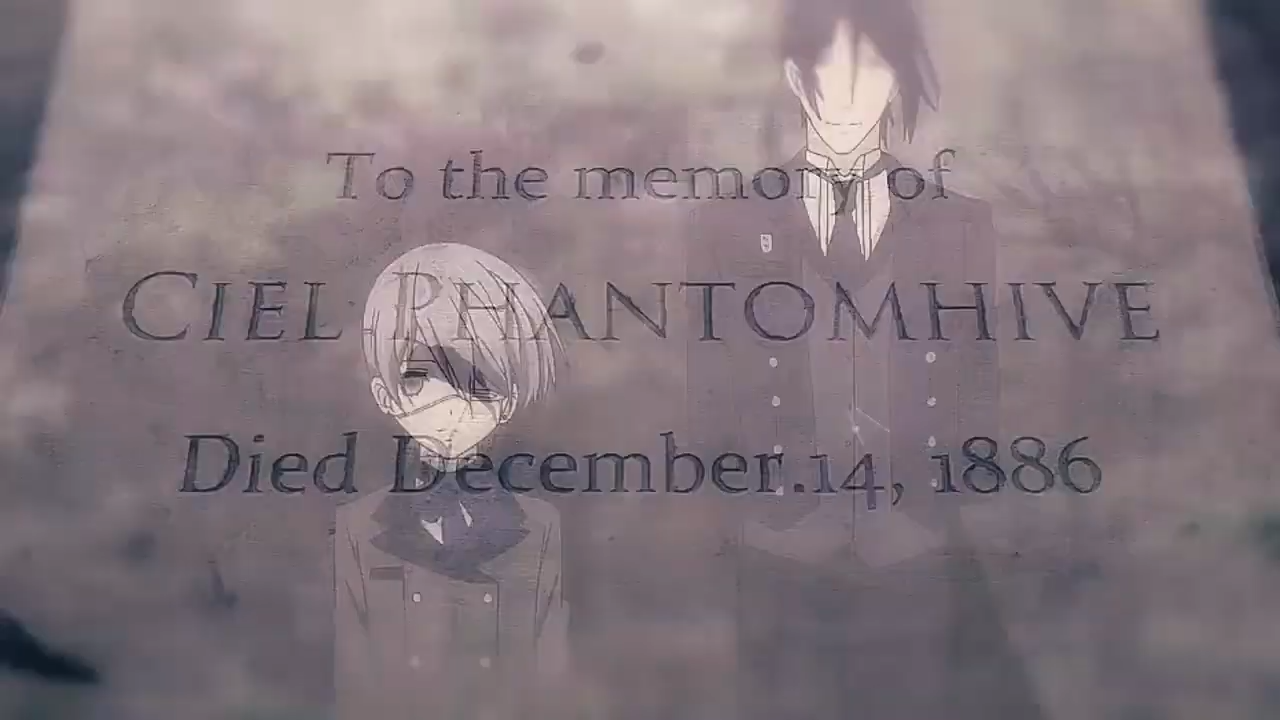 To the memory of
CIEL PHANTOMHIVE
Died December.14, 1886